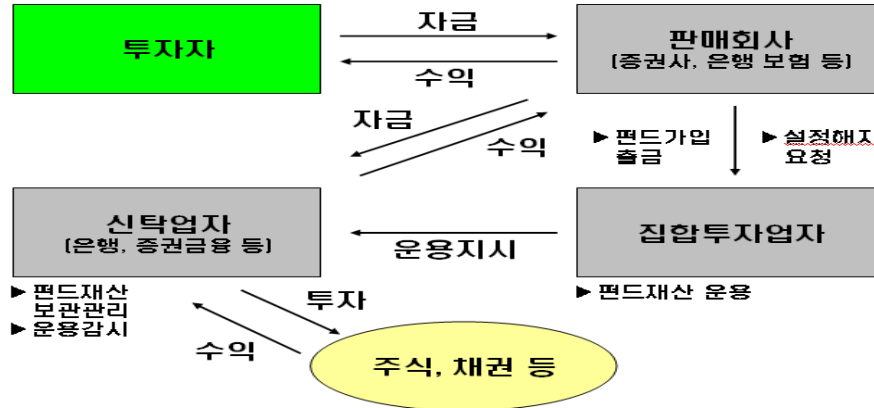 투자자
자금
수익
판매회사
(증권사, 은행 보험 등)
자금
수익
▶ 펀드가입
출금
▶ 설정해지
요청
신탁업자
(은행, 증권금융 등)
운용지시
집합투자업자
▶ 펀드재산
보관관리
▶ 운용감시
투자
수익
▶ 펀드재산 운용
주식, 채권 등